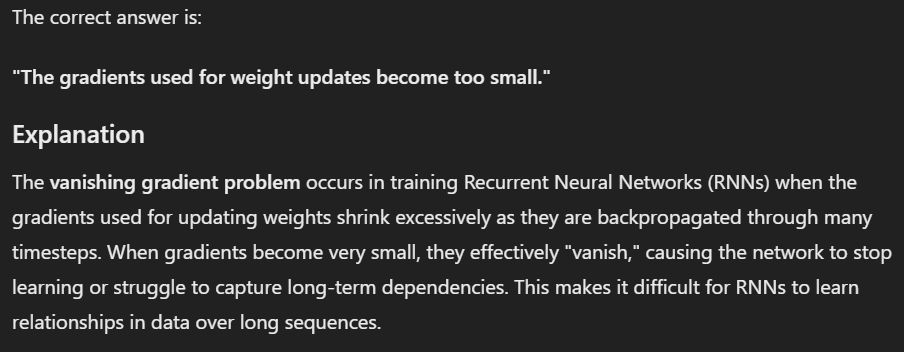 The correct answer is:
"The gradients used for weight updates become too small."
Explanation
The vanishing gradient problem occurs in training Recurrent Neural Networks (RNNs) when the
gradients used for updating weights shrink excessively as they are backpropagated through many
timesteps. When gradients become very small, they effectively "vanish," causing the network to stop
learning or struggle to capture long-term dependencies. This makes it difficult for RNNs to learn
relationships in data over long sequences.